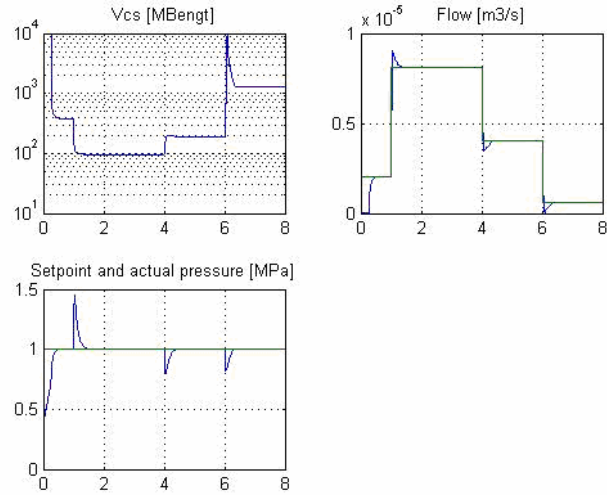 Vcs [MBengt]
10^4
10^3
10^2
10^1
0 2 4 6 8
x 10^-5 Flow [m3/s]
1
0.5
0
0 2 4 6 8
Setpoint and actual pressure [MPa]
1.5
1
0.5
0
0 2 4 6 8